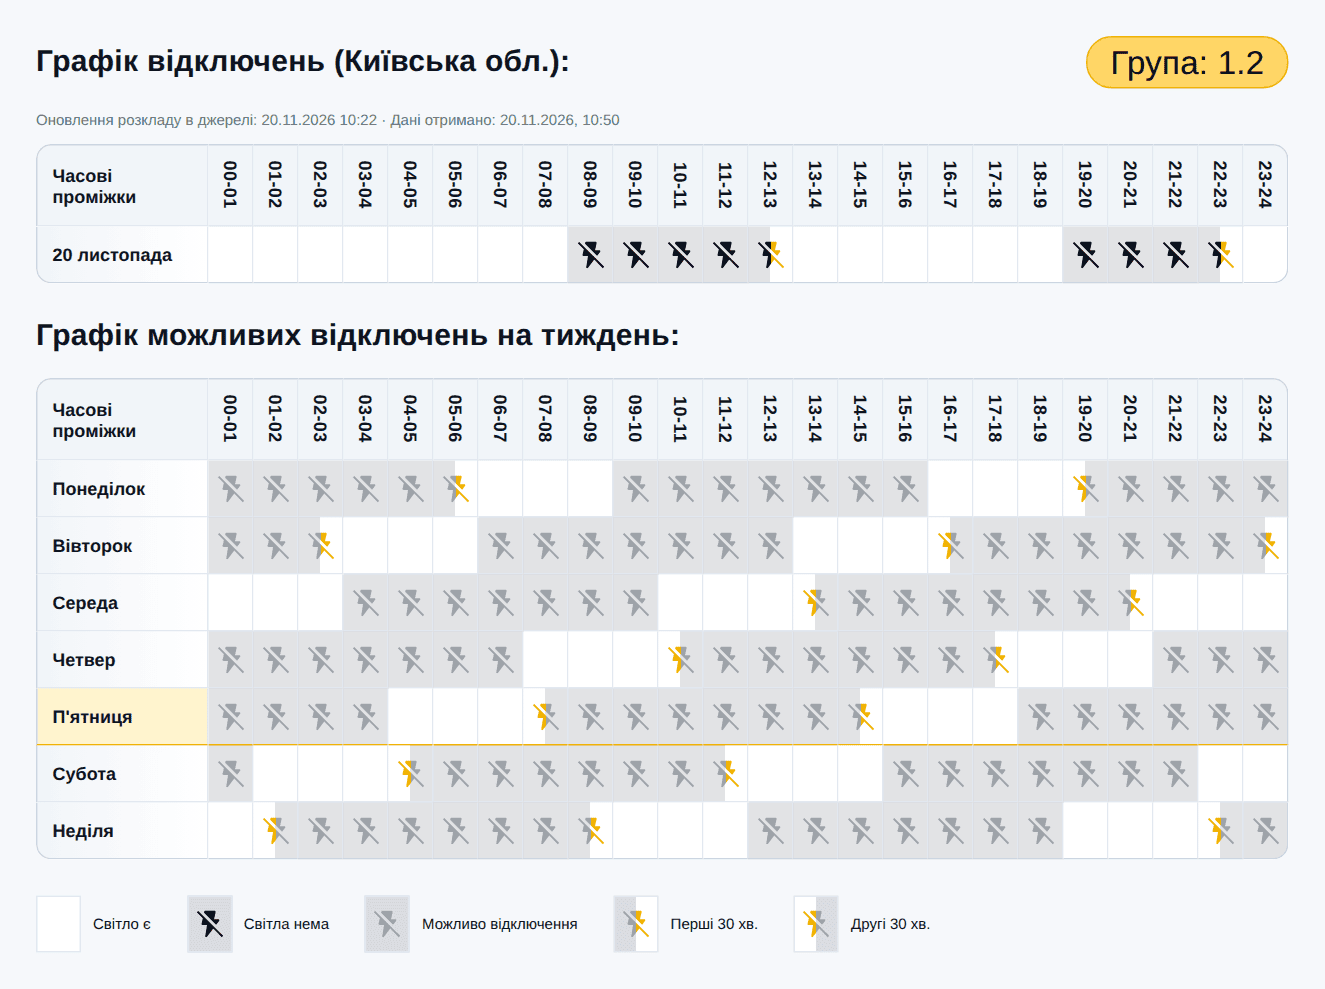 Графік відключень (Київська обл.):
Група: 1.2
Оновлення розкладу в джерелі: 20.11.2026 10:22 · Дані отримано: 20.11.2026, 10:50
Часові
проміжки
00-01 01-02 02-03 03-04 04-05 05-06 06-07 07-08 08-09 09-10 10-11 11-12 12-13 13-14 14-15 15-16 16-17 17-18 18-19 19-20 20-21 21-22 22-23 23-24
20 листопада
Графік можливих відключень на тиждень:
Часові
проміжки
00-01 01-02 02-03 03-04 04-05 05-06 06-07 07-08 08-09 09-10 10-11 11-12 12-13 13-14 14-15 15-16 16-17 17-18 18-19 19-20 20-21 21-22 22-23 23-24
Понеділок
Вівторок
Середа
Четвер
П'ятниця
Субота
Неділя
Світло є Світла нема Можливо відключення Перші 30 хв. Другі 30 хв.